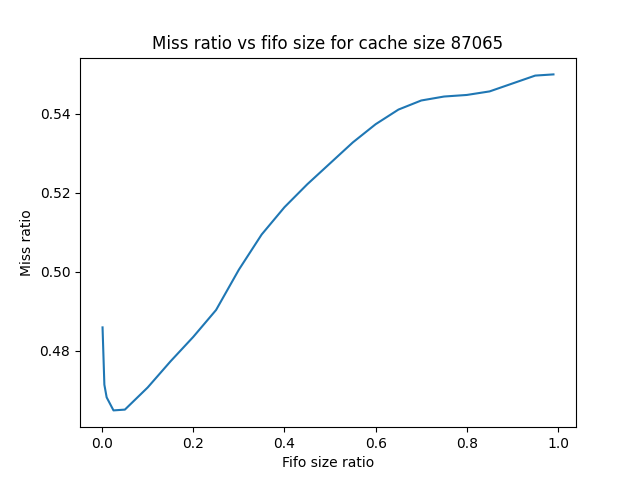 Miss ratio vs fifo size for cache size 87065
0.54
0.52
0.50
0.48
Miss ratio
0.0 0.2 0.4 0.6 0.8 1.0
Fifo size ratio